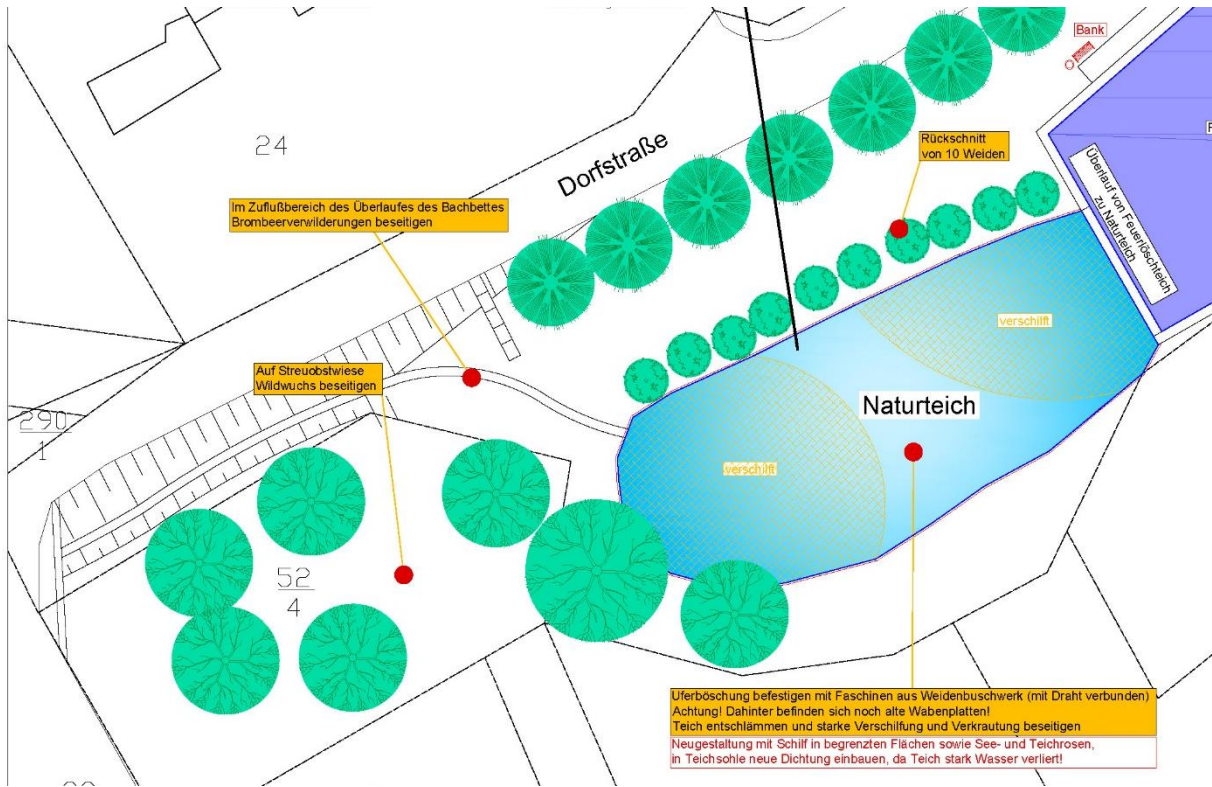 Bank
24
Dorfstraße
Rückschnitt
von 10 Weiden
Im Zuflußbereich des Überlaufes des Bachbettes
Brombeerverwilderungen beseitigen
Überlauf von Feuerlöschteich
zu Naturteich
verschilft
Auf Streuobstwiese
Wildwuchs beseitigen
Naturteich
290
1
verschilft
52
4
Uferböschung befestigen mit Faschinen aus Weidenbuschwerk (mit Draht verbunden)
Achtung! Dahinter befinden sich noch alte Wabenplatten!
Teich entschlämmen und starke Verschilfung und Verkrautung beseitigen
Neugestaltung mit Schilf in begrenzten Flächen sowie See- und Teichrosen,
in Teichsohle neue Dichtung einbauen, da Teich stark Wasser verliert!